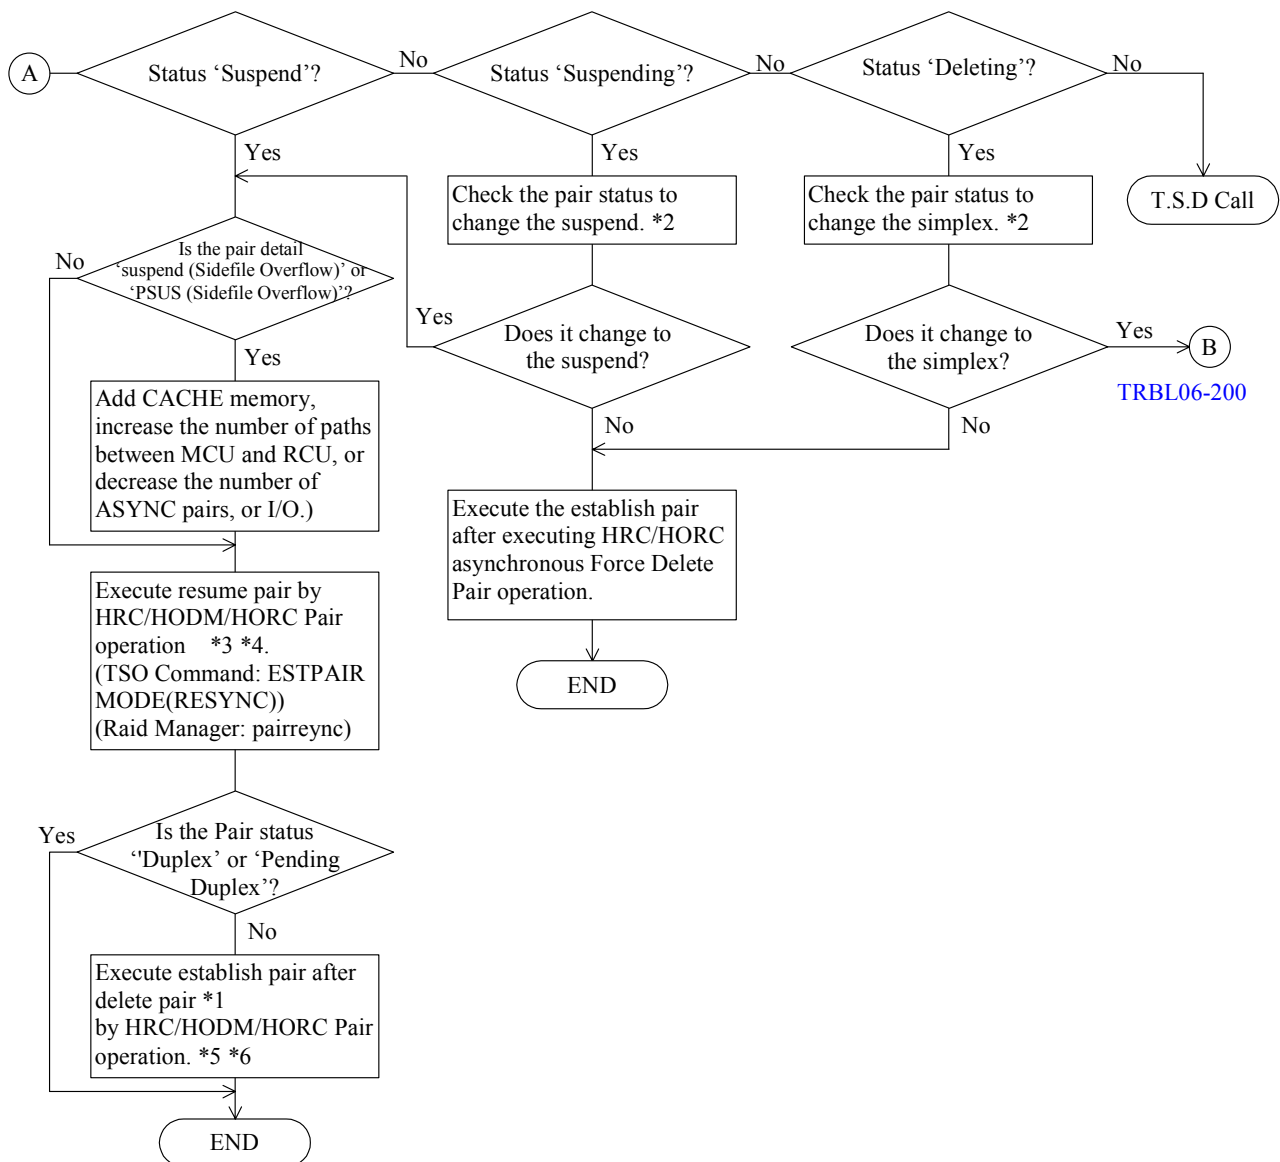 A
Status ‘Suspend’?
No
Status ‘Suspending’?
No
Status ‘Deleting’?
No
Yes
Yes
Yes
Check the pair status to
change the suspend. *2
Check the pair status to
change the simplex. *2
T.S.D Call
No
Is the pair detail
‘suspend (Sidefile Overflow)’ or
‘PSUS (Sidefile Overflow)’?
Yes
Does it change to
the suspend?
Does it change to
the simplex?
Yes
B
TRBL06-200
Yes
No
No
Add CACHE memory,
increase the number of paths
between MCU and RCU, or
decrease the number of
ASYNC pairs, or I/O.)
Execute the establish pair
after executing HRC/HORC
asynchronous Force Delete
Pair operation.
END
Execute resume pair by
HRC/HODM/HORC Pair
operation *3 *4.
(TSO Command: ESTPAIR
MODE(RESYNC))
(Raid Manager: pairreync)
Yes
Is the Pair status
‘'Duplex’ or ‘Pending
Duplex’?
No
Execute establish pair after
delete pair *1
by HRC/HODM/HORC Pair
operation. *5 *6
END